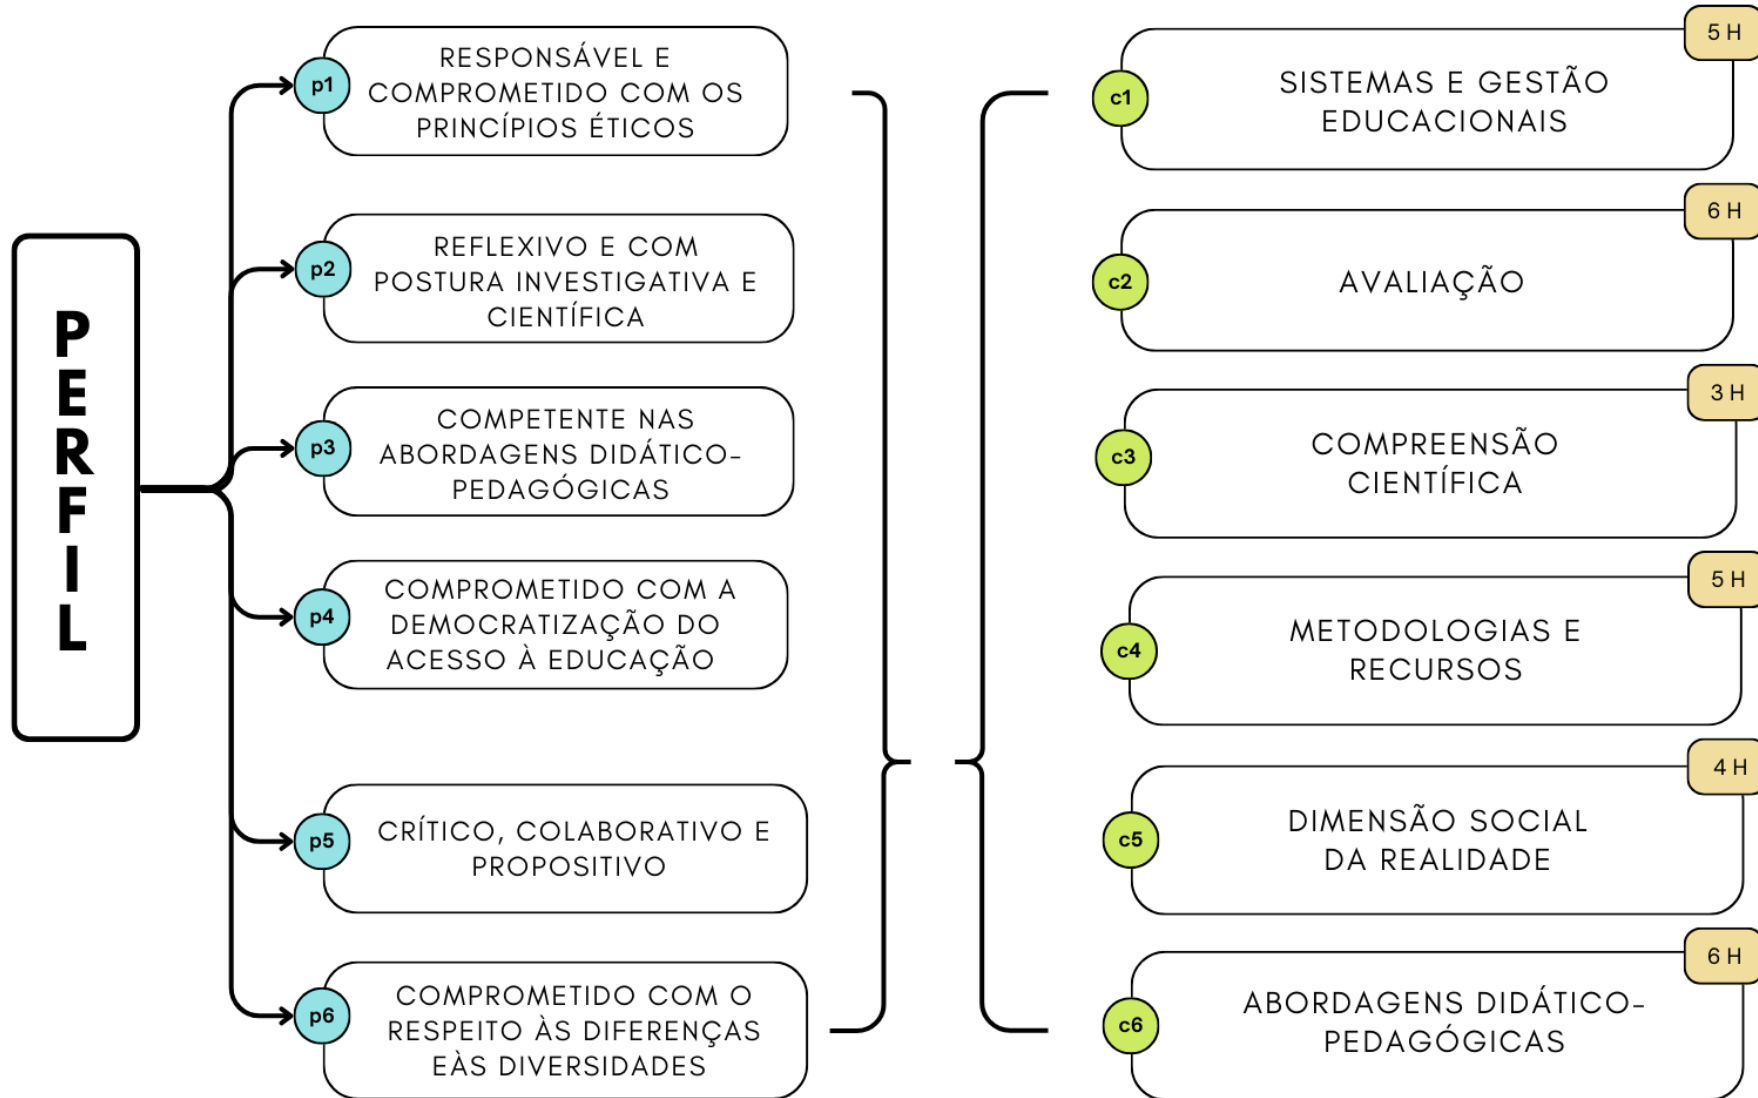 PERFIL
p1
RESPONSÁVEL E
COMPROMETIDO COM OS
PRINCÍPIOS ÉTICOS
p2
REFLEXIVO E COM
POSTURA INVESTIGATIVA E
CIENTÍFICA
p3
COMPETENTE NAS
ABORDAGENS DIDÁTICO-
PEDAGÓGICAS
p4
COMPROMETIDO COM A
DEMOCRATIZAÇÃO DO
ACESSO À EDUCAÇÃO
p5
CRÍTICO, COLABORATIVO E
PROPOSITIVO
p6
COMPROMETIDO COM O
RESPEITO ÀS DIFERENÇAS
EÀS DIVERSIDADES
5 H
c1
SISTEMAS E GESTÃO
EDUCACIONAIS
6 H
c2
AVALIAÇÃO
3 H
c3
COMPREENSÃO
CIENTÍFICA
5 H
c4
METODOLOGIAS E
RECURSOS
4 H
c5
DIMENSÃO SOCIAL
DA REALIDADE
6 H
c6
ABORDAGENS DIDÁTICO-
PEDAGÓGICAS